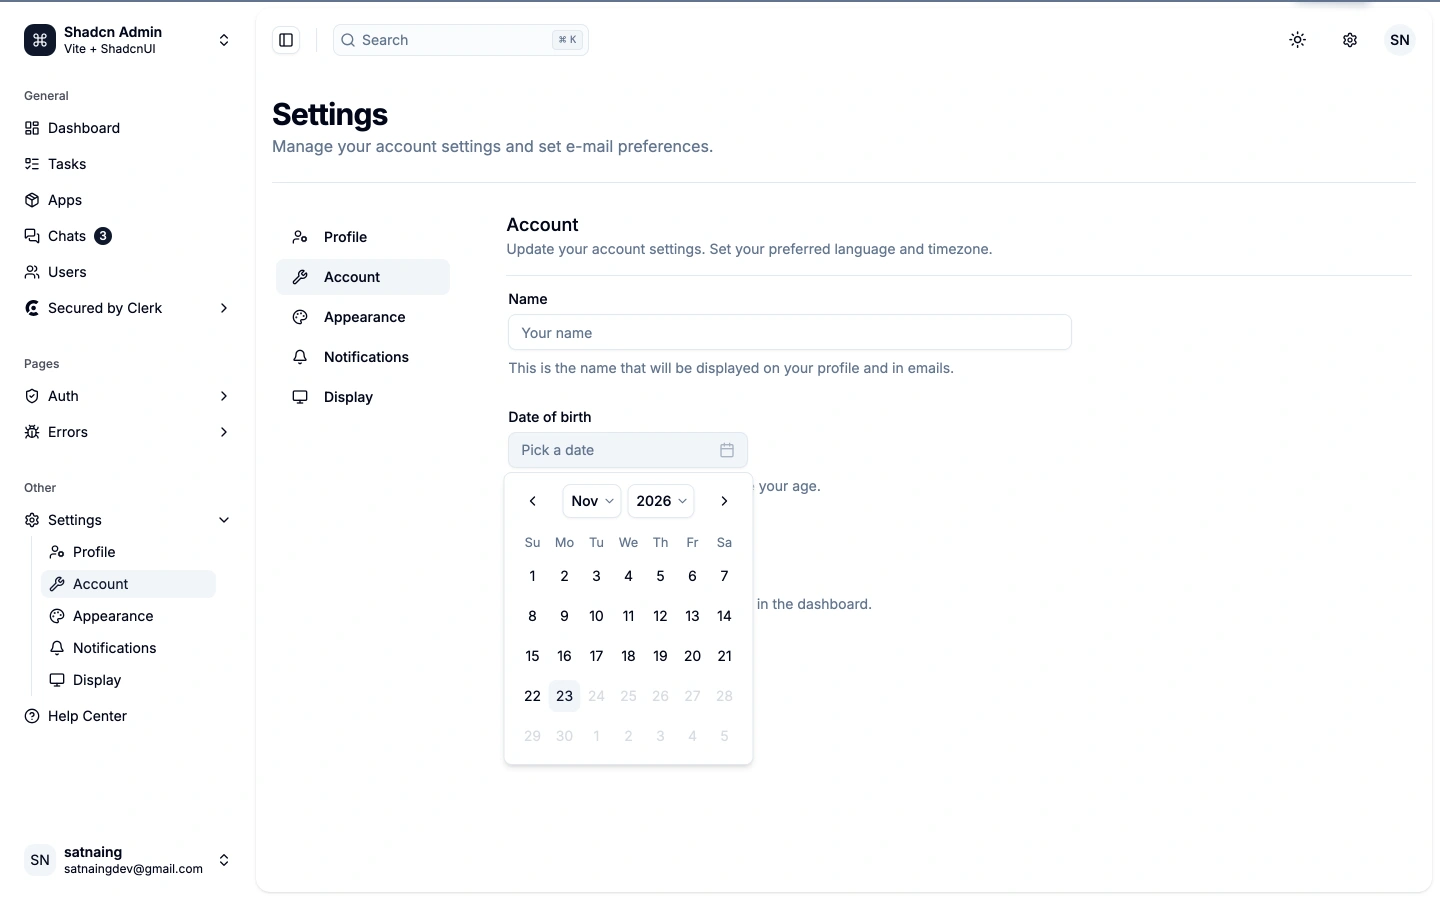 Shadcn Admin
Vite + ShadcnUI
General
Dashboard
Tasks
Apps
Chats 3
Users
Secured by Clerk
Pages
Auth
Errors
Other
Settings
Profile
Account
Appearance
Notifications
Display
Help Center
SN
satnaing
satnaingdev@gmail.com
Search ⌘ K
SN
Settings
Manage your account settings and set e-mail preferences.
Profile
Account
Appearance
Notifications
Display
Account
Update your account settings. Set your preferred language and timezone.
Name
Your name
This is the name that will be displayed on your profile and in emails.
Date of birth
Pick a date
your age.
Nov 2026
Su Mo Tu We Th Fr Sa
1 2 3 4 5 6 7
8 9 10 11 12 13 14
in the dashboard.
15 16 17 18 19 20 21
22 23 24 25 26 27 28
29 30 1 2 3 4 5